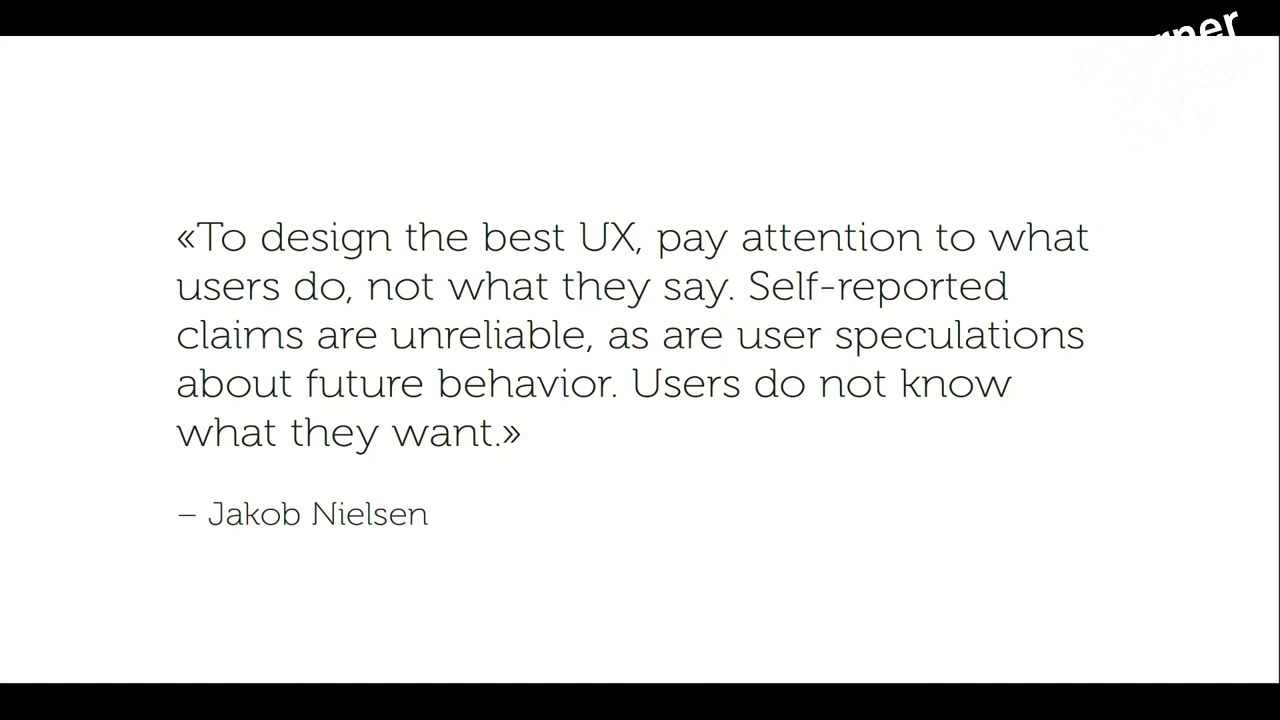 «To design the best UX, pay attention to what
users do, not what they say. Self-reported
claims are unreliable, as are user speculations
about future behavior. Users do not know
what they want.»
– Jakob Nielsen